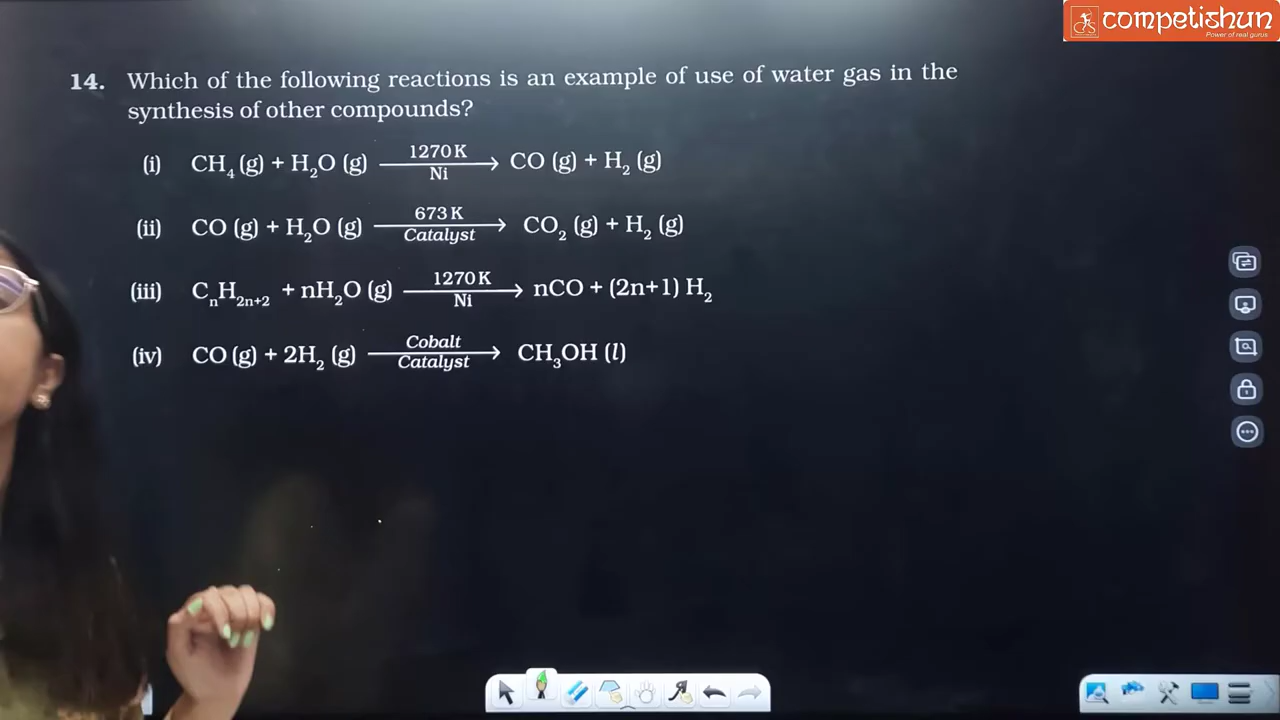 competishun
Power of real gurus
14. Which of the following reactions is an example of use of water gas in the
synthesis of other compounds?
(i) CH₄ (g) + H₂O (g) —1270 K/Ni→ CO (g) + H₂ (g)
(ii) CO (g) + H₂O (g) —673 K/Catalyst→ CO₂ (g) + H₂ (g)
(iii) CₙH₂ₙ₊₂ + nH₂O (g) —1270 K/Ni→ nCO + (2n+1) H₂
(iv) CO (g) + 2H₂ (g) —Cobalt/Catalyst→ CH₃OH (l)